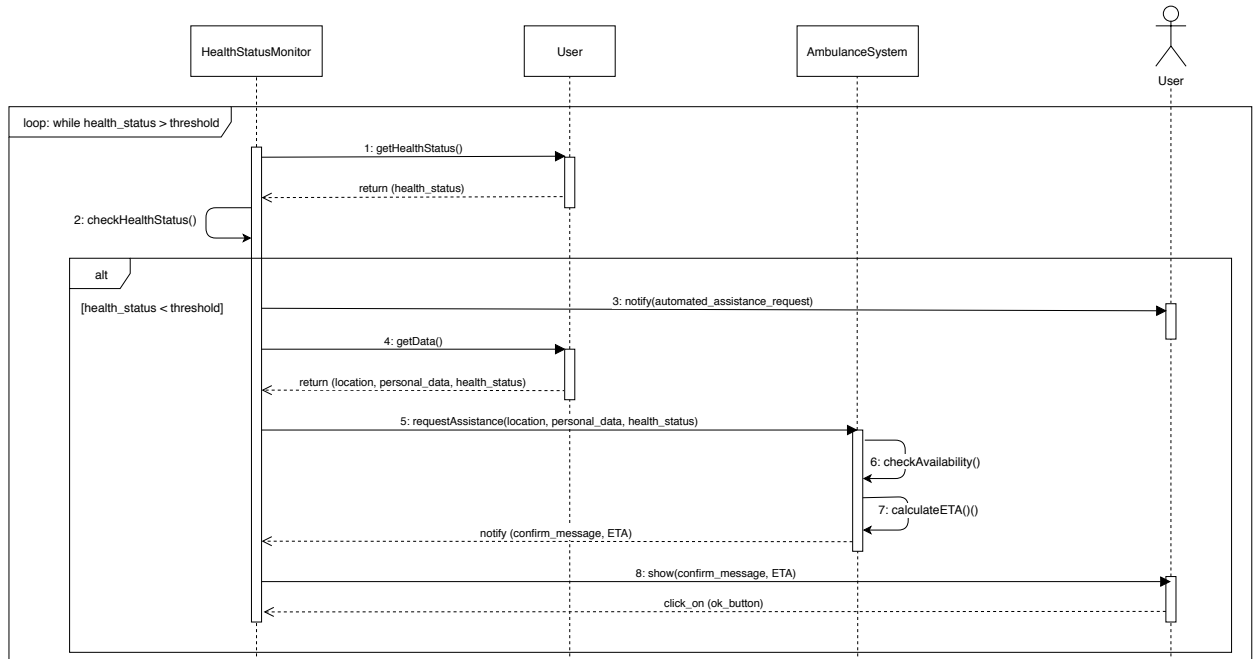 HealthStatusMonitor
User
AmbulanceSystem
User
loop: while health_status > threshold
1: getHealthStatus()
return (health_status)
2: checkHealthStatus()
alt
[health_status < threshold]
3: notify(automated_assistance_request)
4: getData()
return (location, personal_data, health_status)
5: requestAssistance(location, personal_data, health_status)
6: checkAvailability()
7: calculateETA()()
notify (confirm_message, ETA)
8: show(confirm_message, ETA)
click_on (ok_button)